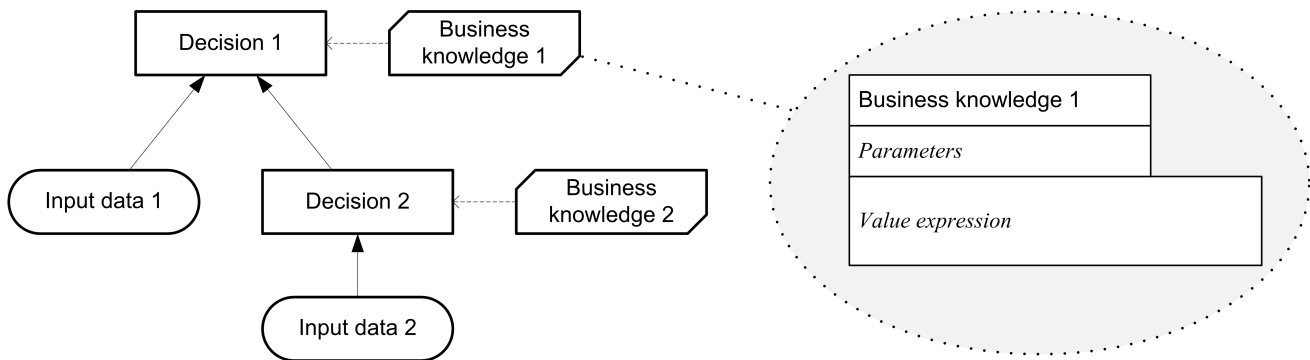 Decision 1
Business
knowledge 1
Business knowledge 1
Parameters
Value expression
Input data 1
Decision 2
Business
knowledge 2
Input data 2